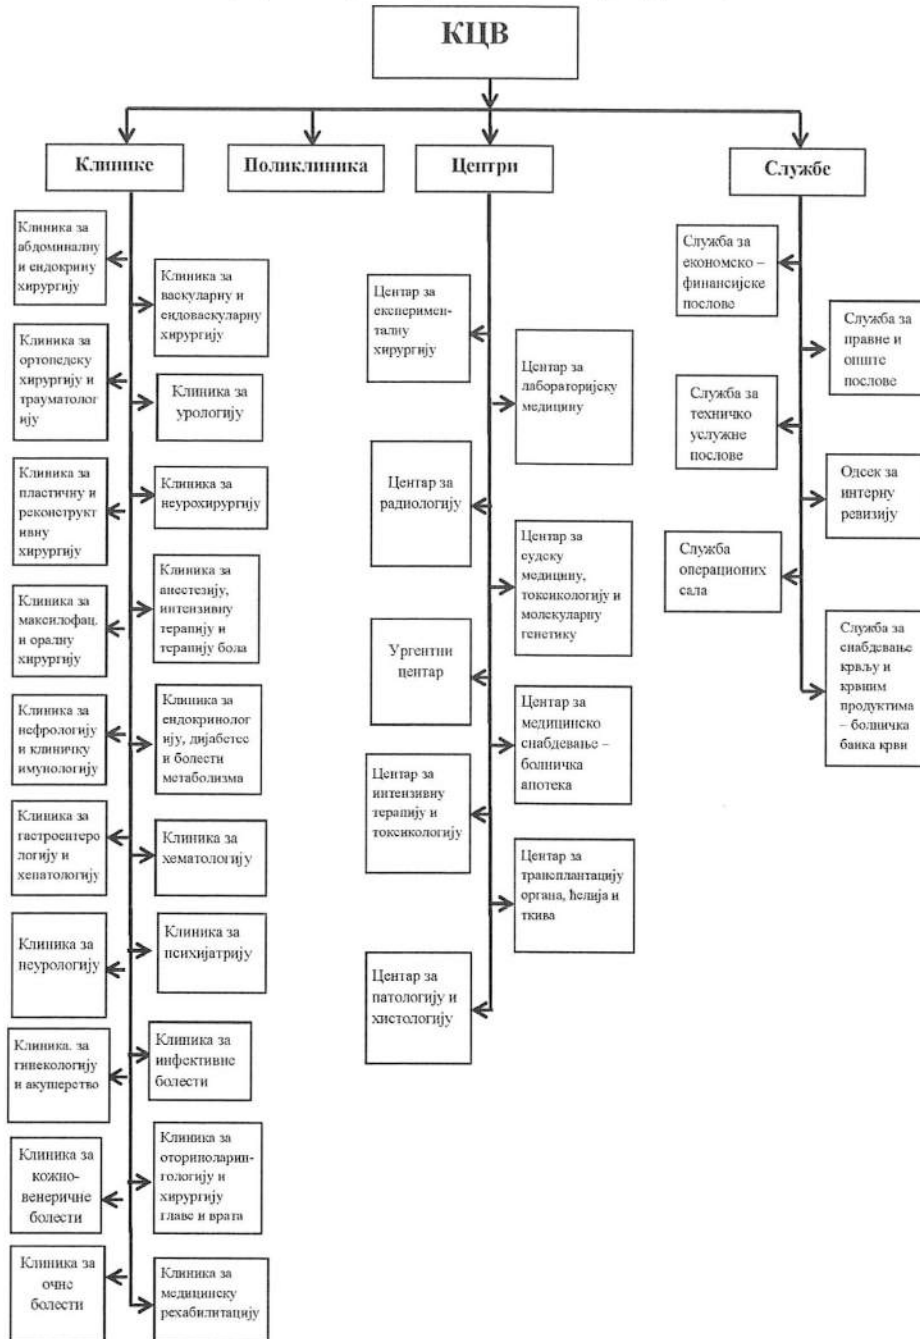 КЦВ
Клинике
Поликлиника
Центри
Службе
Клиника за
абдоминалну
и ендокрину
хирургију
Клиника за
васкуларну и
ендоваскуларну
хирургију
Клиника за
ортопедску
хирургију и
трауматолог
ију
Клиника за
урологију
Клиника за
пластичну и
реконструкт
ивну
хирургију
Клиника за
неурохирургију
Клиника за
анестезију,
интензивну
терапију и
терапију бола
Клиника за
максилофац.
и оралну
хирургију
Клиника за
нефрологију
и клиничку
имунологију
Клиника за
ендокринолог
ију, дијабетес
и болести
метаболизма
Клиника за
гастроентеро
логију и
хепатологију
Клиника за
хематологију
Клиника за
неурологију
Клиника за
психијатрију
Клиника. за
гинекологију
и акушерство
Клиника за
инфективне
болести
Клиника за
кожно-
венеричне
болести
Клиника за
оториноларин-
гологију и
хирургију
главе и врата
Клиника за
очне
болести
Клиника за
медицинску
рехабилитацију
Центар за
експеримен-
талну
хирургију
Центар за
лабораторијску
медицину
Центар за
радиологију
Центар за
судску
медицину,
токсикологију и
молекуларну
генетику
Ургентни
центар
Центар за
медицинско
снабдевање –
болничка
апотека
Центар за
интензивну
терапију и
токсикологију
Центар за
трансплантацију
органа, ћелија и
ткива
Центар за
патологију и
хистологију
Служба за
економско –
финансијске
послове
Служба за
правне и
опште
послове
Служба за
техничко
услужне
послове
Одсек за
интерну
ревизију
Служба
операционих
сала
Служба за
снабдевање
крвљу и
крвним
продуктима
– болничка
банка крви